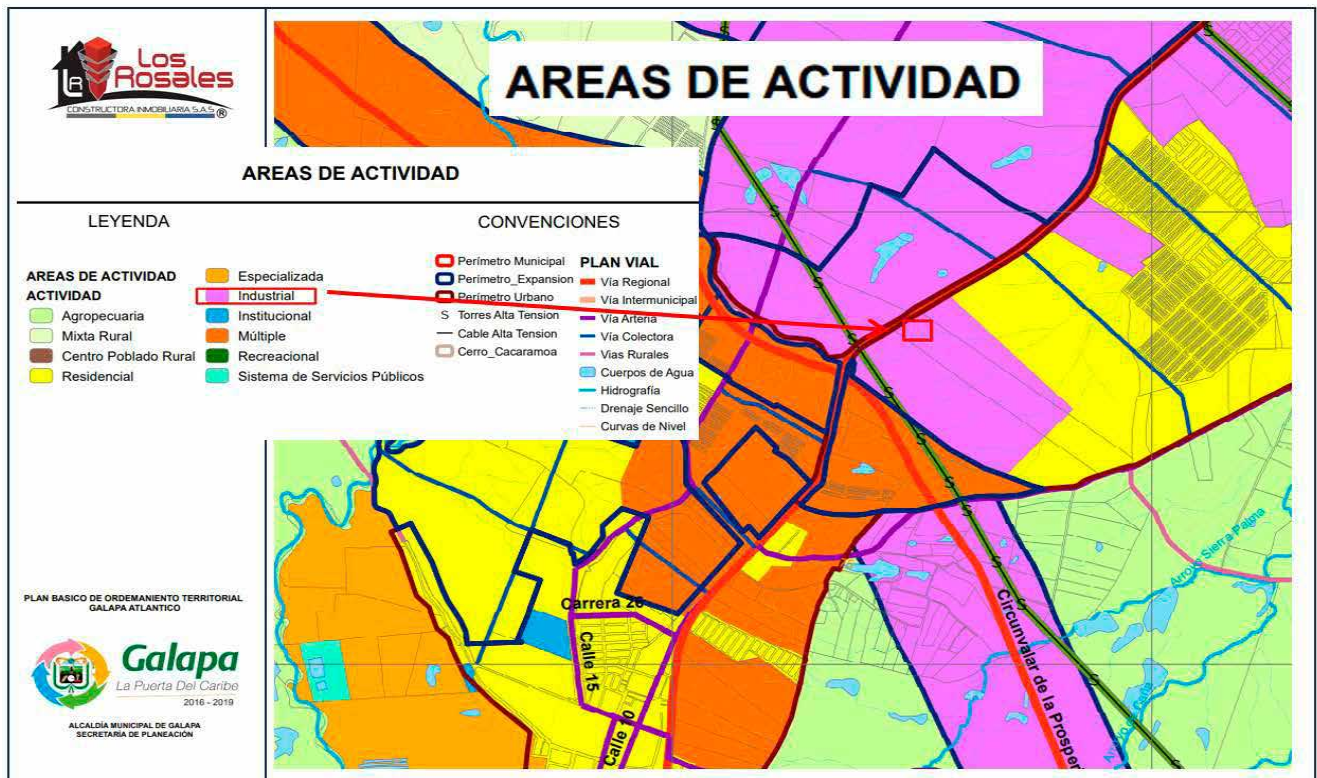 Los
Rosales
LR
CONSTRUCTORA INMOBILIARIA S.A.S ®
AREAS DE ACTIVIDAD
AREAS DE ACTIVIDAD
LEYENDA
AREAS DE ACTIVIDAD
ACTIVIDAD
Agropecuaria
Mixta Rural
Centro Poblado Rural
Residencial
Especializada
Industrial
Institucional
Múltiple
Recreacional
Sistema de Servicios Públicos
CONVENCIONES
Perímetro Municipal
Perímetro_Expansion
Perímetro Urbano
S Torres Alta Tension
Cable Alta Tension
Cerro_Cacaramoa
PLAN VIAL
Vía Regional
Vía Intermunicipal
Vía Arteria
Vía Colectora
Vias Rurales
Cuerpos de Agua
Hidrografía
Drenaje Sencillo
Curvas de Nivel
S
S
S
S
S
S
S
S
S
S
S
S
S
Carrera 26
Calle 15
Calle 10
Circunvalar de la Prosperi
Arroyo Sierra Palma
PLAN BASICO DE ORDEMANIENTO TERRITORIAL
GALAPA ATLANTICO
Galapa
La Puerta Del Caribe
2016 - 2019
ALCALDÍA MUNICIPAL DE GALAPA
SECRETARÍA DE PLANEACIÓN